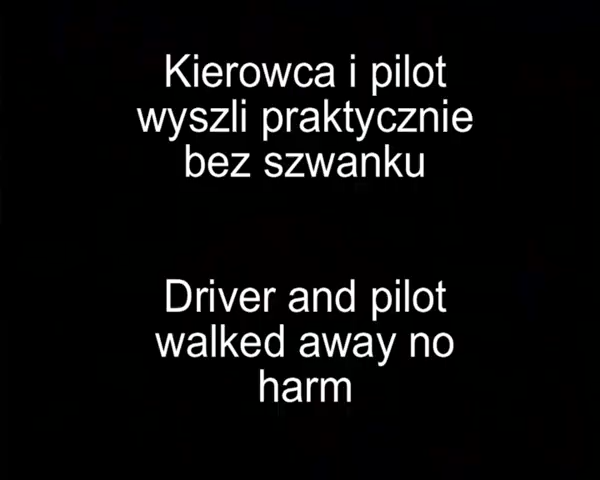 Kierowca i pilot
wyszli praktycznie
bez szwanku
Driver and pilot
walked away no
harm